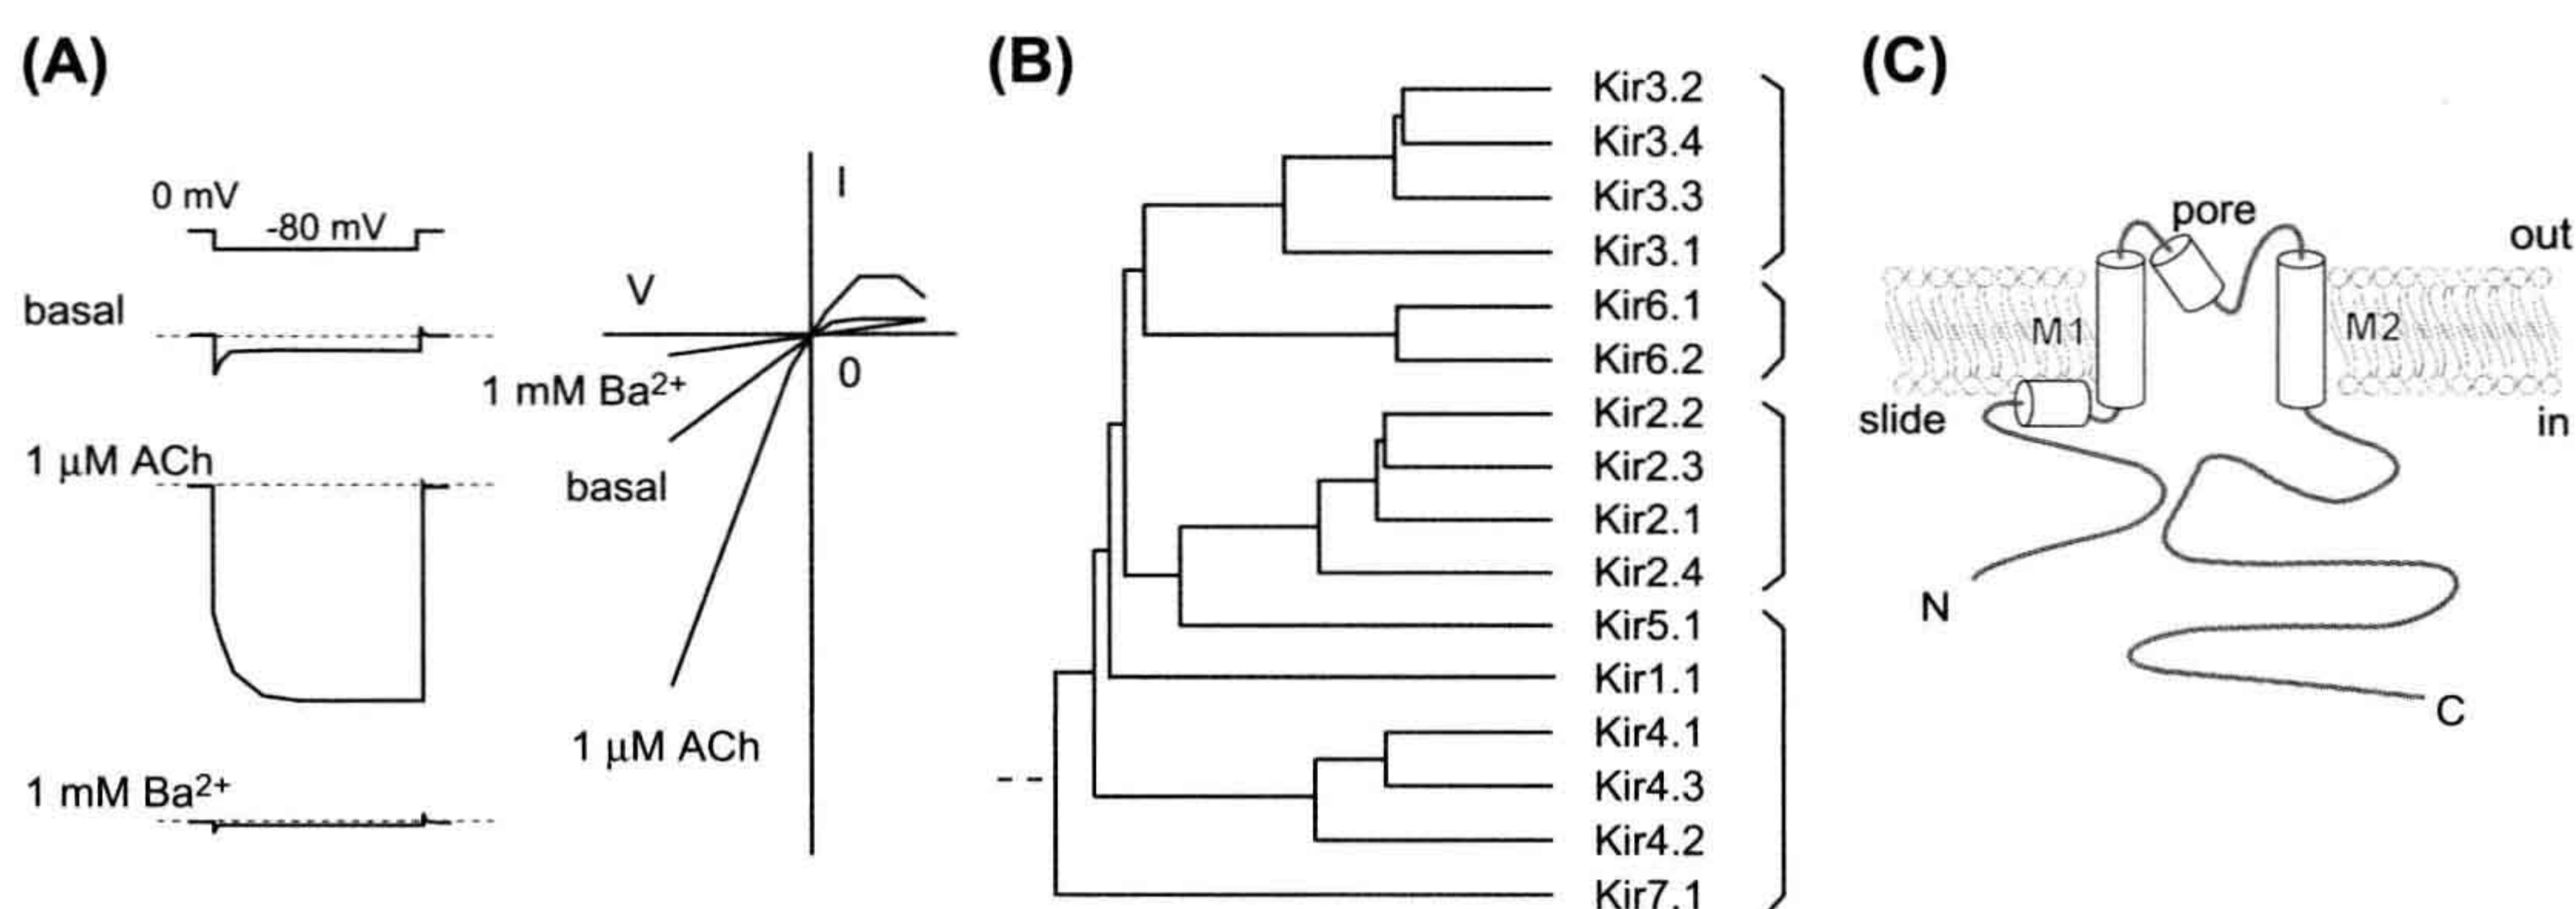 (A)
0 mV
-80 mV
basal
1 μM ACh
1 mM Ba2+
I
V
0
1 mM Ba2+
basal
1 μM ACh
(B)
Kir3.2
Kir3.4
Kir3.3
Kir3.1
Kir6.1
Kir6.2
Kir2.2
Kir2.3
Kir2.1
Kir2.4
Kir5.1
Kir1.1
Kir4.1
Kir4.3
Kir4.2
Kir7.1
(C)
pore
out
M1
M2
slide
in
N
C